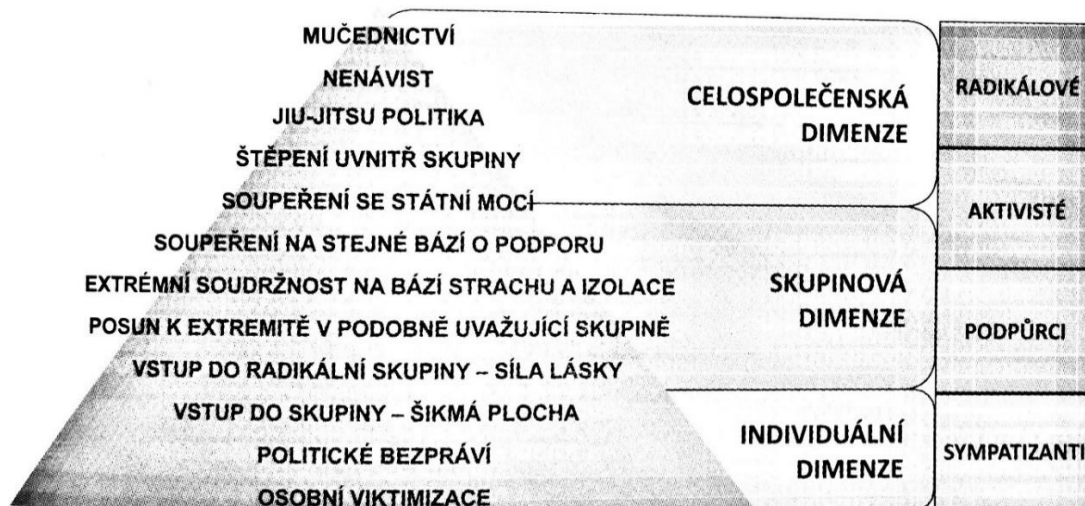 MUČEDNICTVÍ
NENÁVIST
JIU-JITSU POLITIKA
ŠTĚPENÍ UVNITŘ SKUPINY
SOUPEŘENÍ SE STÁTNÍ MOCÍ
SOUPEŘENÍ NA STEJNÉ BÁZÍ O PODPORU
EXTRÉMNÍ SOUDRŽNOST NA BÁZÍ STRACHU A IZOLACE
POSUN K EXTREMITĚ V PODOBNĚ UVAŽUJÍCÍ SKUPINĚ
VSTUP DO RADIKÁLNÍ SKUPINY – SÍLA LÁSKY
VSTUP DO SKUPINY – ŠIKMÁ PLOCHA
POLITICKÉ BEZPRÁVÍ
OSOBNÍ VIKTIMIZACE
CELOSPOLEČENSKÁ
DIMENZE
SKUPINOVÁ
DIMENZE
INDIVIDUÁLNÍ
DIMENZE
RADIKÁLOVÉ
AKTIVISTÉ
PODPŮRCI
SYMPATIZANTI